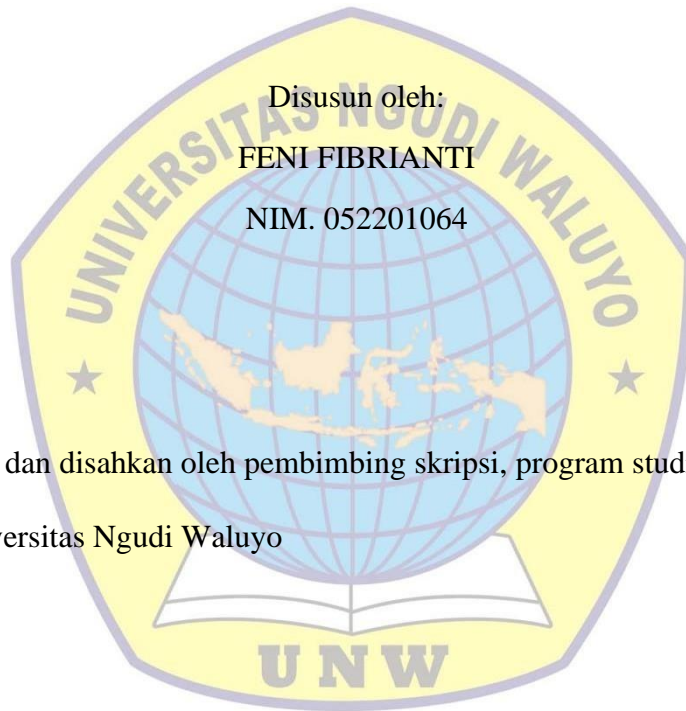 Disusun oleh:
UNIVERSITAS NGUDI WALUYO
FENI FIBRIANTI
NIM. 052201064
dan disahkan oleh pembimbing skripsi, program stud
versitas Ngudi Waluyo
UNW